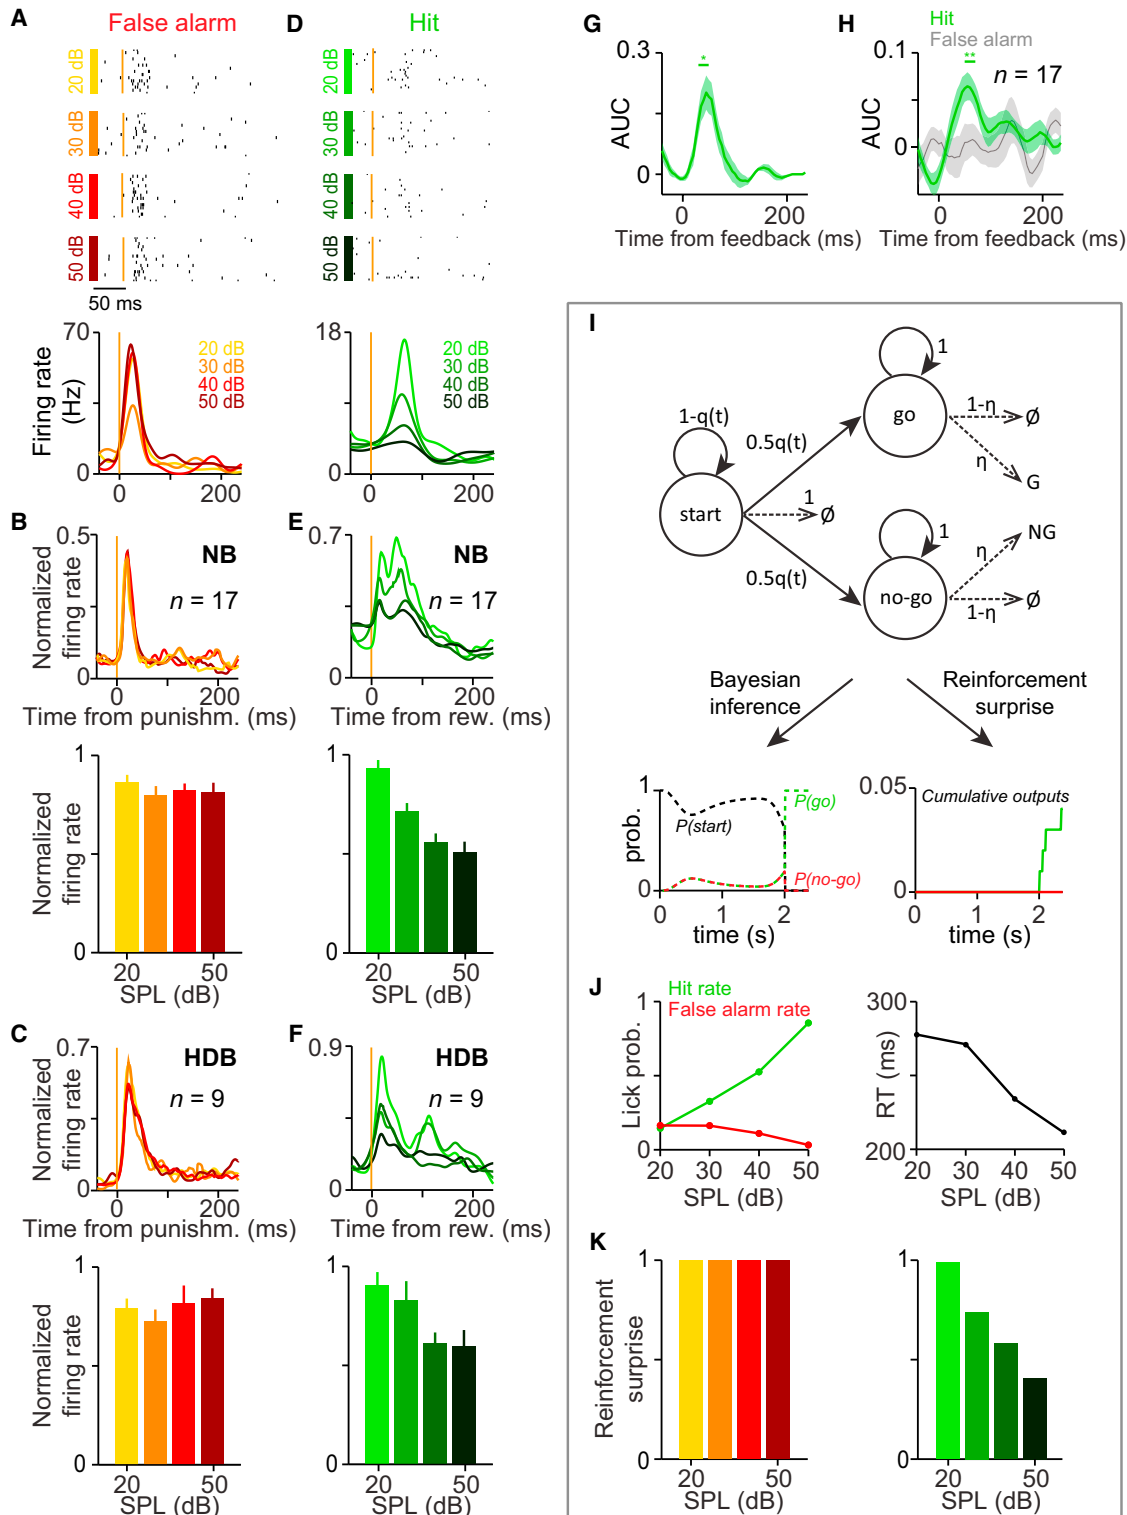 A
False alarm
20 dB
30 dB
40 dB
50 dB
50 ms
70
Firing rate
(Hz)
0
20 dB
30 dB
40 dB
50 dB
0
200
D
Hit
20 dB
30 dB
40 dB
50 dB
18
0
20 dB
30 dB
40 dB
50 dB
0
200
B
0.5
NB
n = 17
Normalized
firing rate
0
0
200
Time from punishm. (ms)
1
Normalized
firing rate
0
20
50
SPL (dB)
E
0.7
NB
n = 17
0
0
200
Time from rew. (ms)
1
0
20
50
SPL (dB)
C
0.7
HDB
n = 9
Normalized
firing rate
0
0
200
Time from punishm. (ms)
1
Normalized
firing rate
0
20
50
SPL (dB)
F
0.9
HDB
n = 9
0
0
200
Time from rew. (ms)
1
0
20
50
SPL (dB)
G
0.3
AUC
*
0
0
200
Time from feedback (ms)
H
Hit
False alarm
0.1
**
n = 17
AUC
0
-0.1
0
200
Time from feedback (ms)
I
1
go
1-η
Ø
η
G
1-q(t)
0.5q(t)
start
1
Ø
0.5q(t)
1
NG
η
no-go
1-η
Ø
Bayesian
inference
Reinforcement
surprise
1
prob.
0
P(start)
P(go)
P(no-go)
0
1
2
time (s)
0.05
Cumulative outputs
0
0
1
2
time (s)
J
Hit rate
False alarm rate
1
Lick prob.
0
20
30
40
50
SPL (dB)
300
RT (ms)
200
20
30
40
50
SPL (dB)
K
1
Reinforcement
surprise
0
20
50
SPL (dB)
1
0
20
50
SPL (dB)